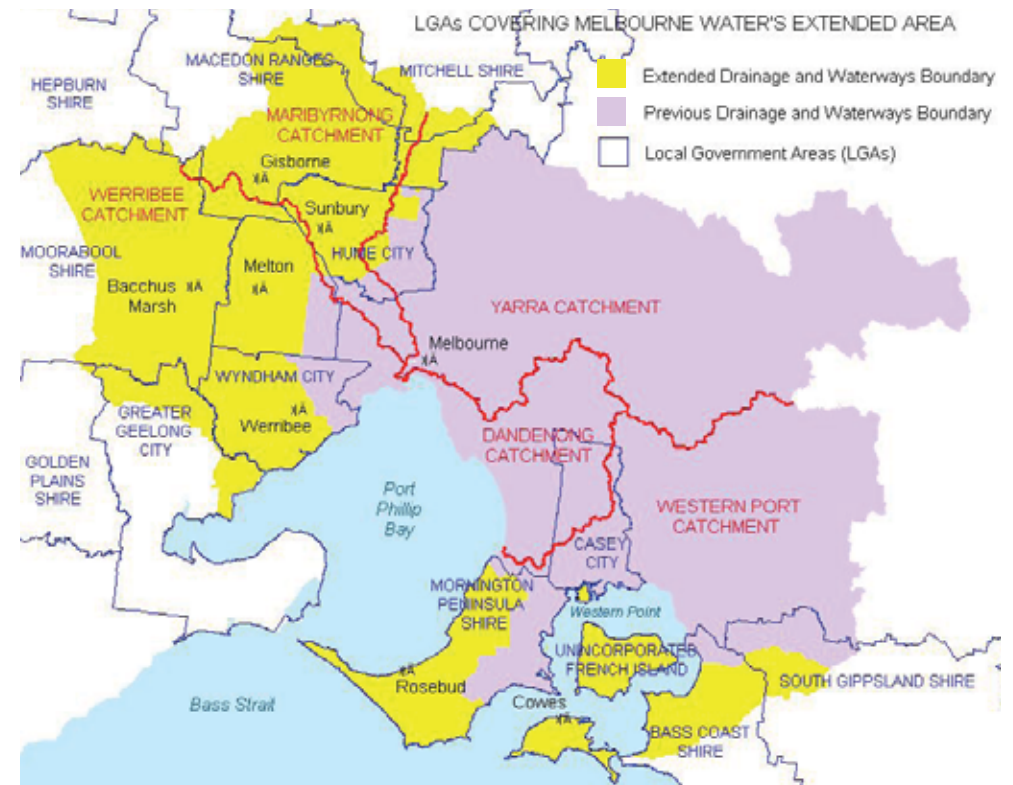 LGAs COVERING MELBOURNE WATER'S EXTENDED AREA
Extended Drainage and Waterways Boundary
Previous Drainage and Waterways Boundary
Local Government Areas (LGAs)
MACEDON RANGES
SHIRE
MITCHELL SHIRE
HEPBURN
SHIRE
MARIBYRNONG
CATCHMENT
Gisborne
WERRIBEE
CATCHMENT
Sunbury
HUME CITY
MOORABOOL
SHIRE
Melton
Bacchus
Marsh
YARRA CATCHMENT
Melbourne
WYNDHAM CITY
Werribee
GREATER
GEELONG
CITY
DANDENONG
CATCHMENT
GOLDEN
PLAINS
SHIRE
Port
Phillip
Bay
WESTERN PORT
CATCHMENT
CASEY
CITY
MORNINGTON
PENINSULA
SHIRE
Western Point
UNINCORPORATED
FRENCH ISLAND
Rosebud
SOUTH GIPPSLAND SHIRE
Bass Strait
Cowes
BASS COAST
SHIRE